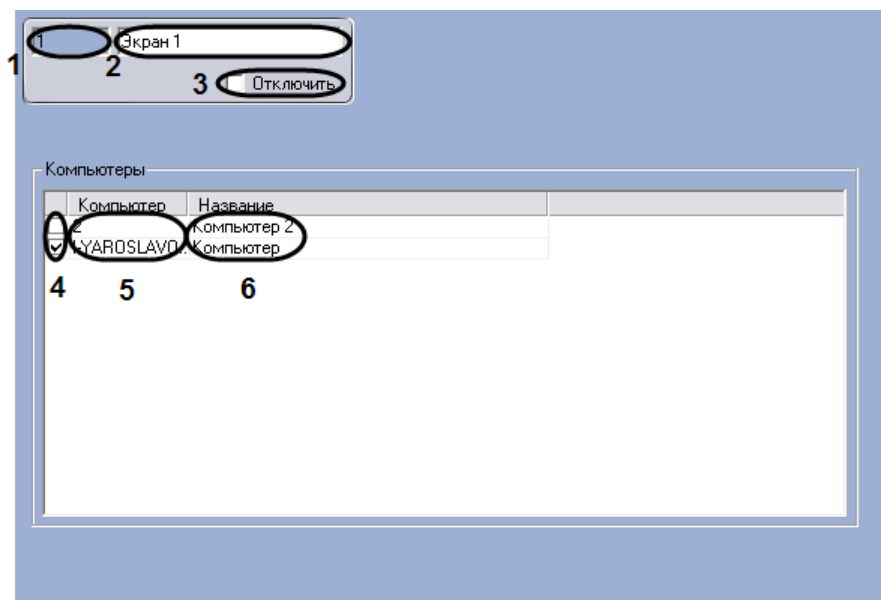 1 Экран 1
1 2
3 Отключить
Компьютеры
Компьютер Название
2 Компьютер 2
YAROSLAVO.. Компьютер
4 5 6